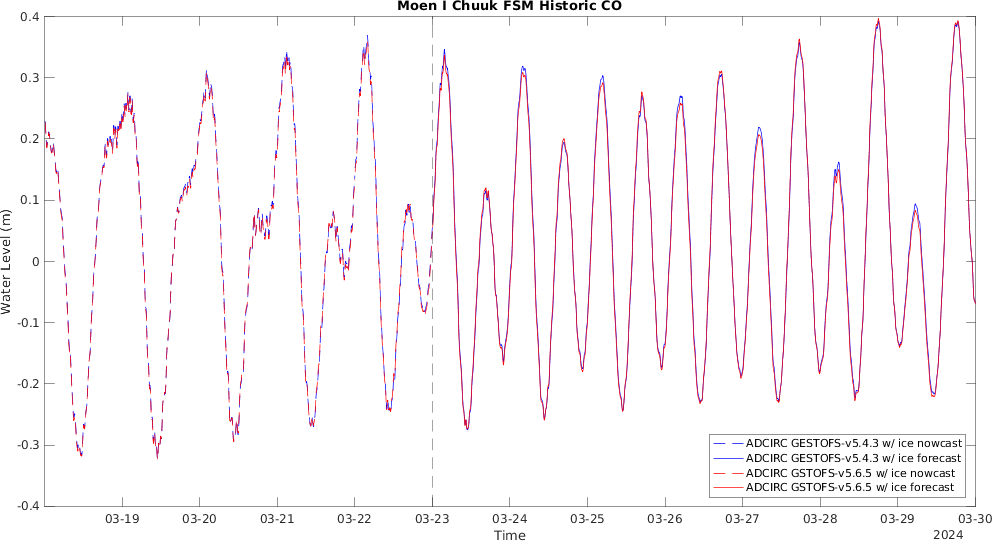 Moen I Chuuk FSM Historic CO
Water Level (m)
0.4
0.3
0.2
0.1
0
-0.1
-0.2
-0.3
-0.4
ADCIRC GESTOFS-v5.4.3 w/ ice nowcast
ADCIRC GESTOFS-v5.4.3 w/ ice forecast
ADCIRC GSTOFS-v5.6.5 w/ ice nowcast
ADCIRC GSTOFS-v5.6.5 w/ ice forecast
03-19 03-20 03-21 03-22 03-23 03-24 03-25 03-26 03-27 03-28 03-29 03-30
Time
2024